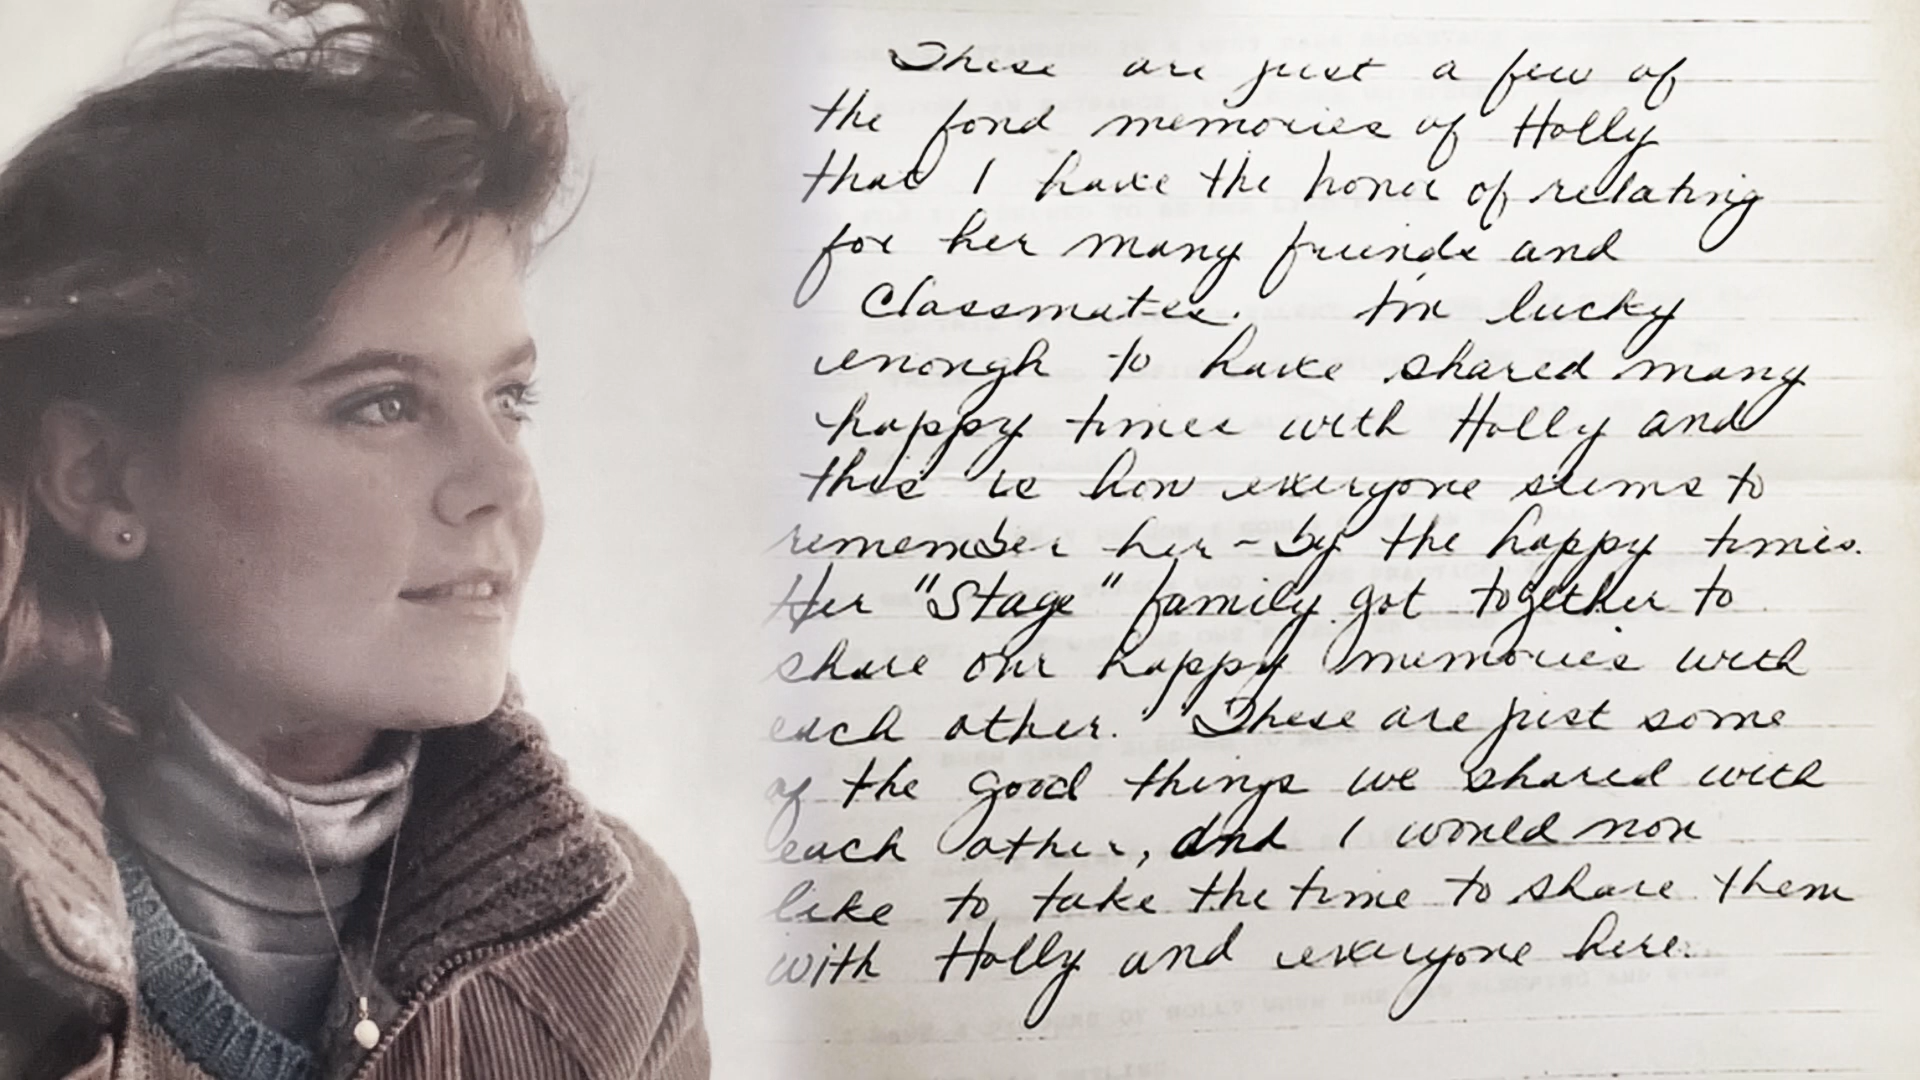 These are just a few of
the fond memories of Holly
that I have the honor of relating
for her many friends and
Classmates. I'm lucky
enough to have shared many
happy times with Holly and
this is how everyone seems to
remember her - by the happy times.
Her "Stage" family got together to
share our happy memories with
each other. These are just some
of the good things we shared with
each other, and I would now
like to take the time to share them
with Holly and everyone here.